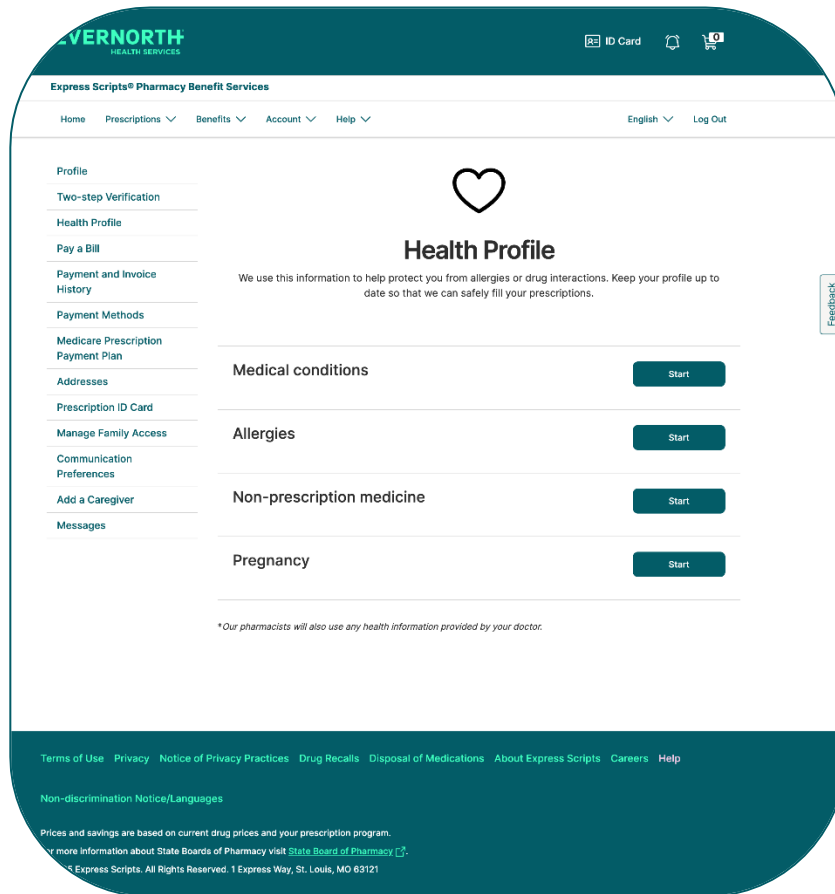 EVERNORTH
HEALTH SERVICES
ID Card
0
Express Scripts® Pharmacy Benefit Services
Home Prescriptions Benefits Account Help English Log Out
Profile
Two-step Verification
Health Profile
Pay a Bill
Payment and Invoice
History
Payment Methods
Medicare Prescription
Payment Plan
Addresses
Prescription ID Card
Manage Family Access
Communication
Preferences
Add a Caregiver
Messages
Health Profile
We use this information to help protect you from allergies or drug interactions. Keep your profile up to
date so that we can safely fill your prescriptions.
Medical conditions Start
Allergies Start
Non-prescription medicine Start
Pregnancy Start
*Our pharmacists will also use any health information provided by your doctor.
Feedback
Terms of Use Privacy Notice of Privacy Practices Drug Recalls Disposal of Medications About Express Scripts Careers Help
Non-discrimination Notice/Languages
Prices and savings are based on current drug prices and your prescription program.
more information about State Boards of Pharmacy visit State Board of Pharmacy.
Express Scripts. All Rights Reserved. 1 Express Way, St. Louis, MO 63121